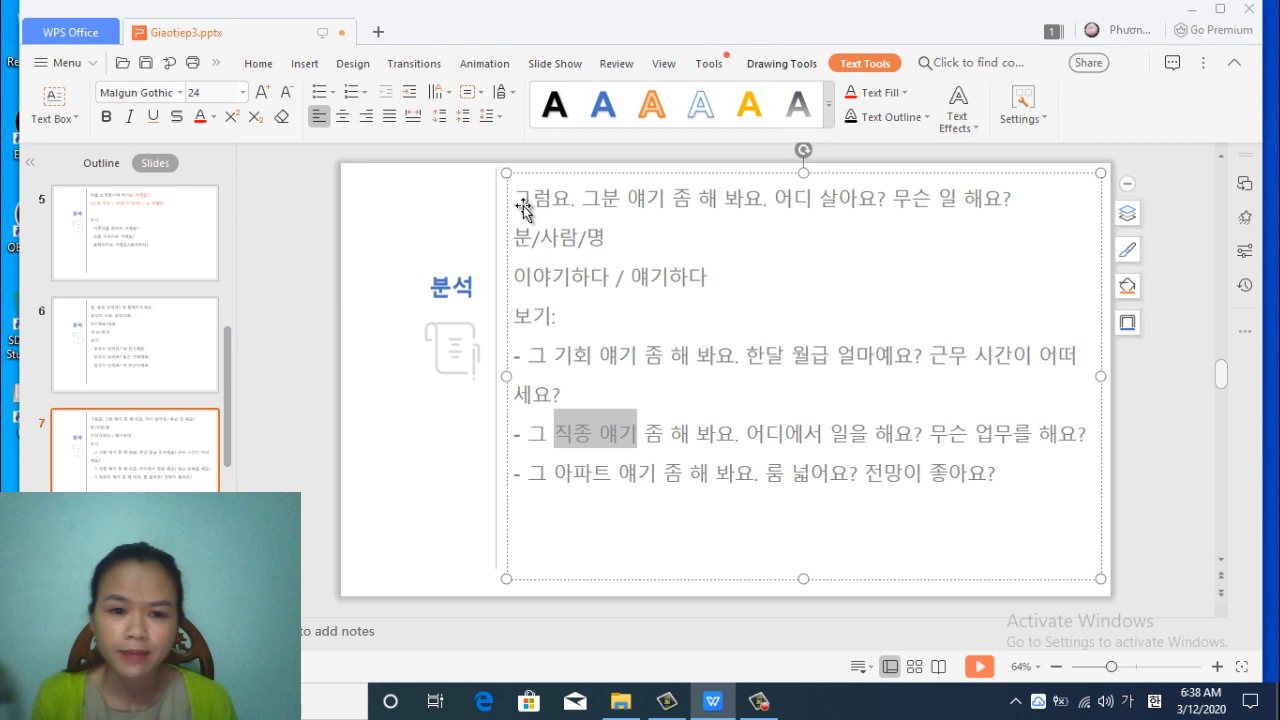 WPS Office
Giaotiep3.pptx
1
Phươn...
Go Premium
Menu
Home
Insert
Design
Transitions
Animation
Slide Show
Review
View
Tools
Drawing Tools
Text Tools
Click to find co...
Share
Text Box
Malgun Gothic
24
Text Fill
Text Outline
Text Effects
Settings
Outline
Slides
5
6
7
분석
그럼요. 그분 얘기 좀 해 봐요. 어디 살아요? 무슨 일 해요?
분/사람/명
이야기하다 / 얘기하다
보기:
- 그 기회 얘기 좀 해 봐요. 한달 월급 얼마예요? 근무 시간이 어떠
세요?
- 그 직종 얘기 좀 해 봐요. 어디에서 일을 해요? 무슨 업무를 해요?
- 그 아파트 얘기 좀 해 봐요. 룸 넓어요? 전망이 좋아요?
to add notes
Activate Windows
Go to Settings to activate Windows.
64%
가
한
6:38 AM
3/12/2020